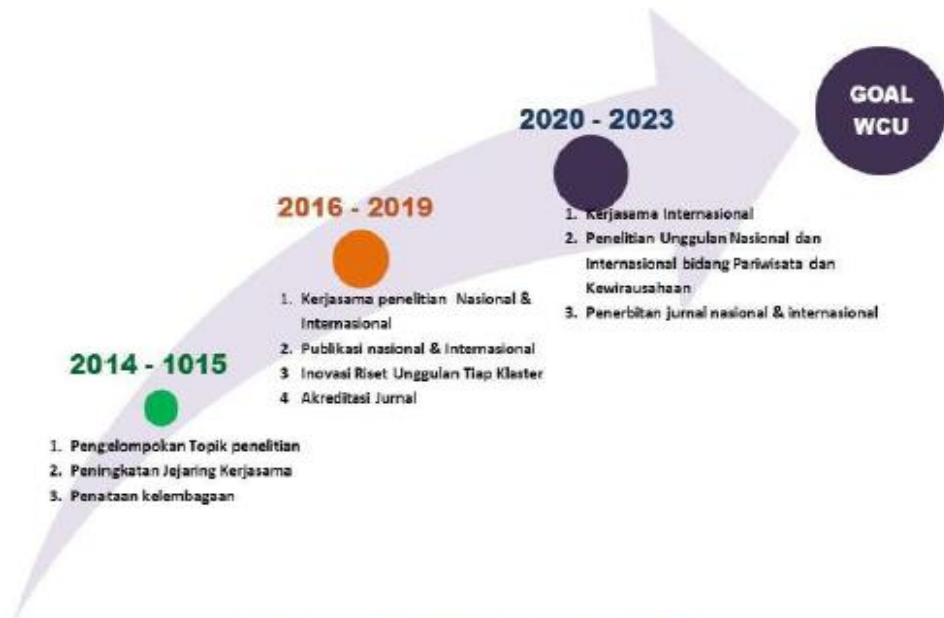 GOAL
WCU
2020 - 2023
1. Kerjasama Internasional
2. Penelitian Unggulan Nasional dan
Internasional bidang Pariwisata dan
Kewirausahaan
3. Penerbitan jurnal nasional & internasional
2016 - 2019
1. Kerjasama penelitian Nasional &
Internasional
2. Publikasi nasional & Internasional
3 Inovasi Riset Unggulan Tiap Klaster
4 Akreditasi Jurnal
2014 - 1015
1. Pengelompokan Topik penelitian
2. Peningkatan Jejaring Kerjasama
3. Penataan kelembagaan